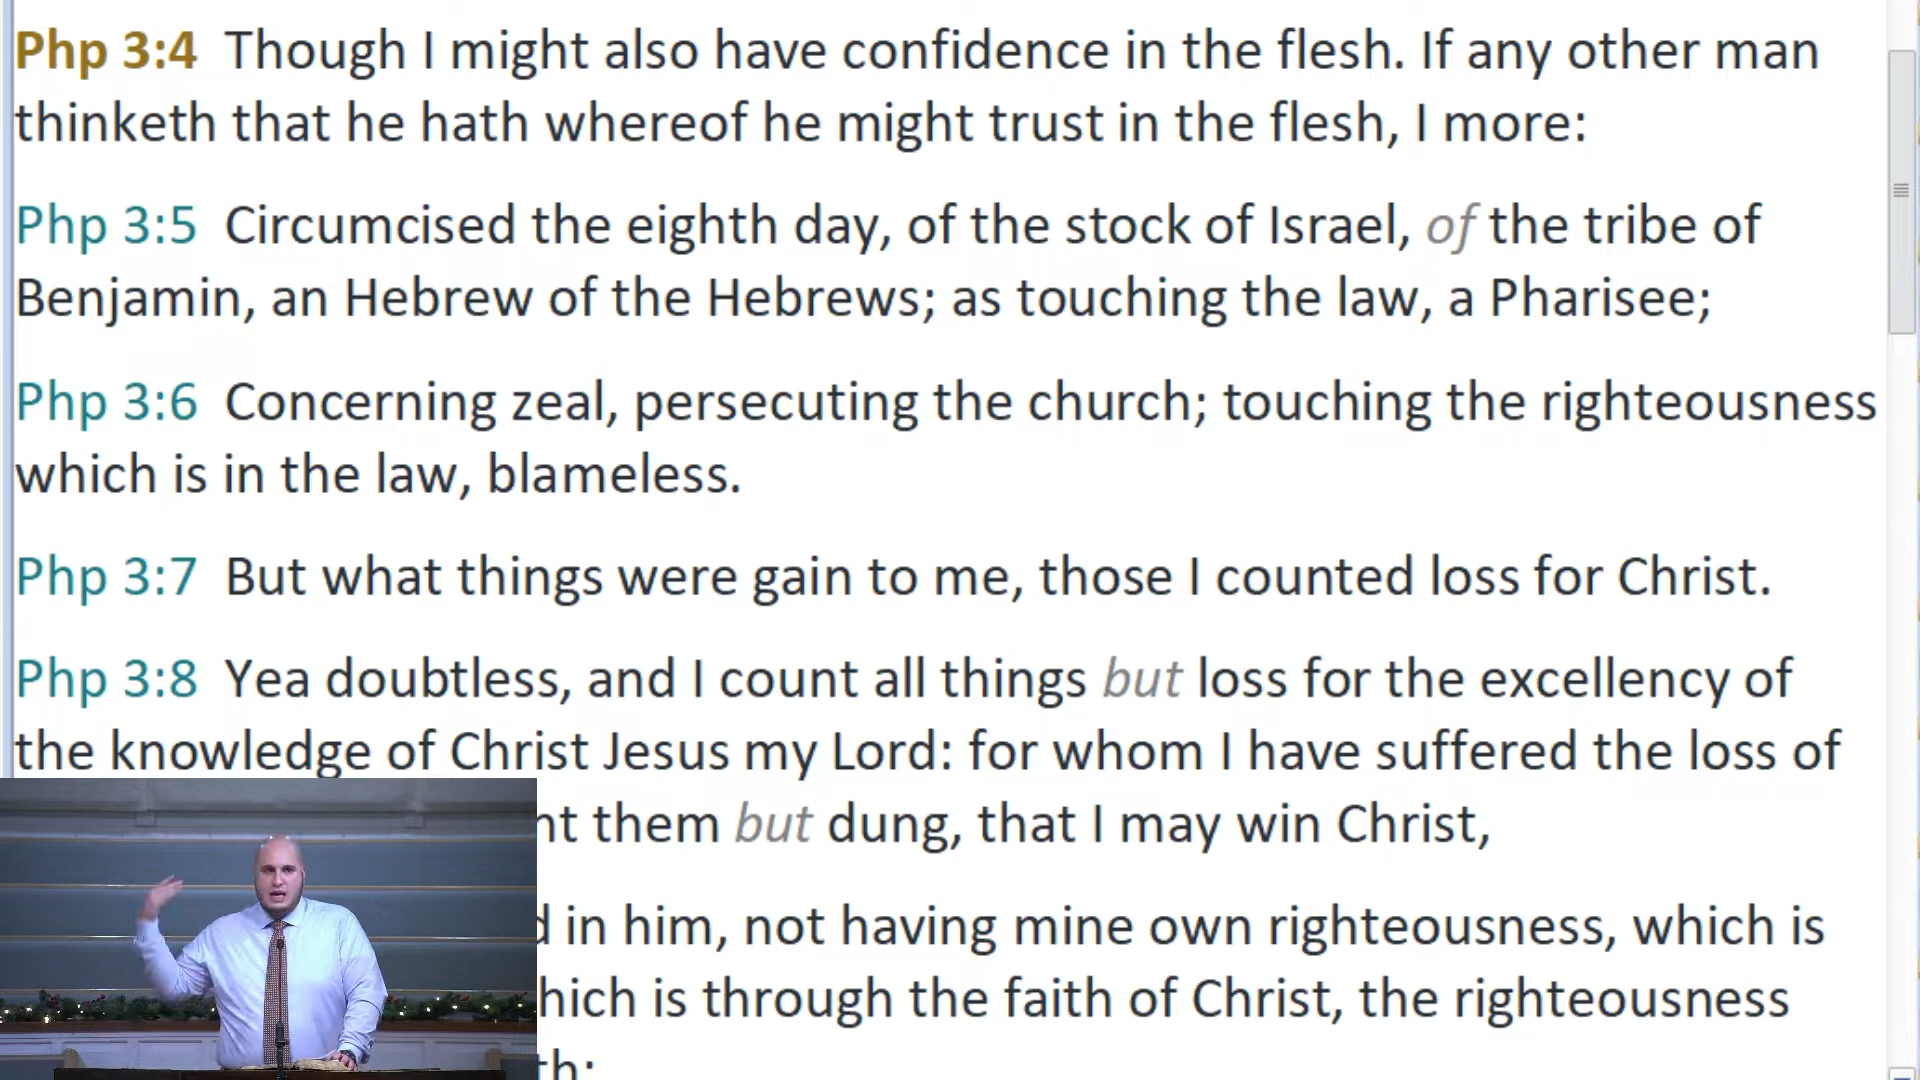 Php 3:4 Though I might also have confidence in the flesh. If any other man
thinketh that he hath whereof he might trust in the flesh, I more:
Php 3:5 Circumcised the eighth day, of the stock of Israel, of the tribe of
Benjamin, an Hebrew of the Hebrews; as touching the law, a Pharisee;
Php 3:6 Concerning zeal, persecuting the church; touching the righteousness
which is in the law, blameless.
Php 3:7 But what things were gain to me, those I counted loss for Christ.
Php 3:8 Yea doubtless, and I count all things but loss for the excellency of
the knowledge of Christ Jesus my Lord: for whom I have suffered the loss of
them but dung, that I may win Christ,
in him, not having mine own righteousness, which is
is through the faith of Christ, the righteousness